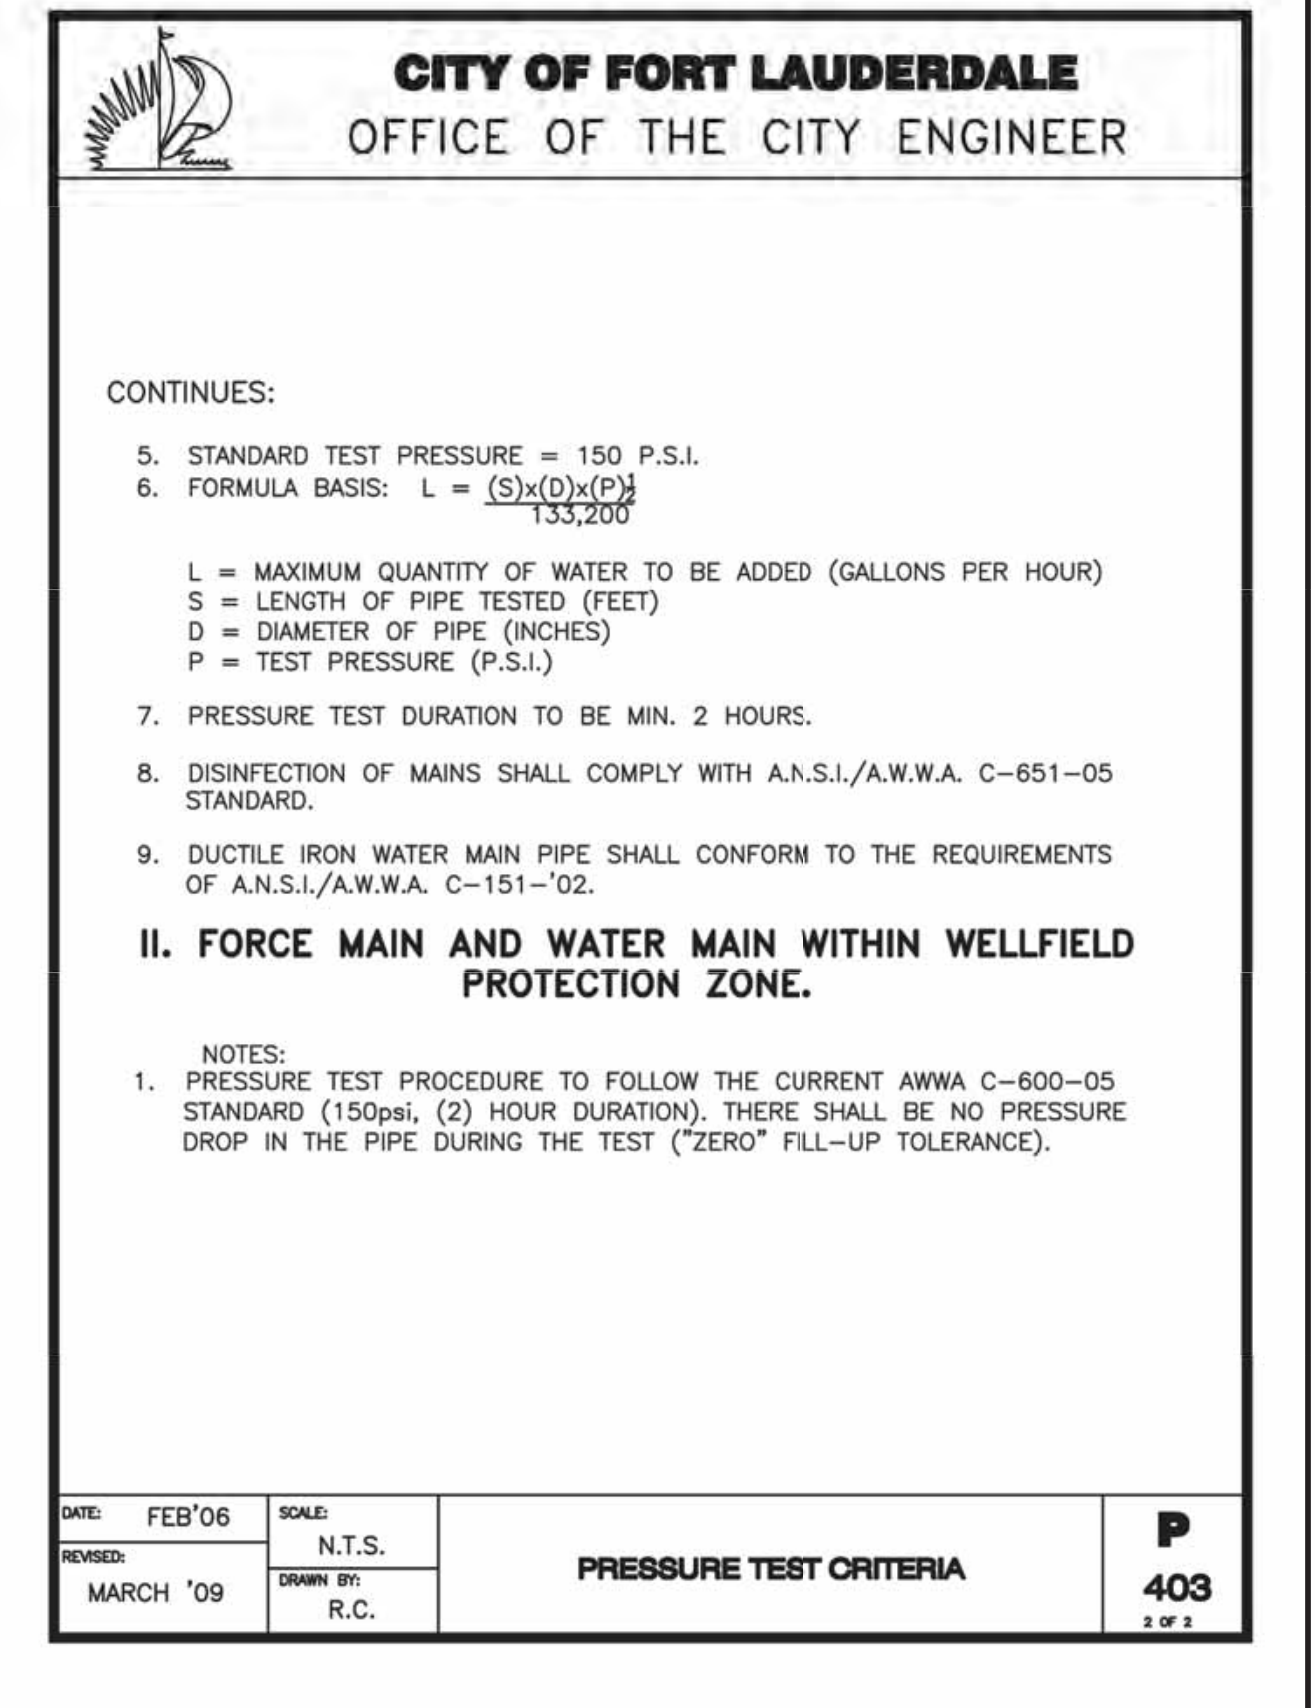 CITY OF FORT LAUDERDALE
OFFICE OF THE CITY ENGINEER
CONTINUES:
5. STANDARD TEST PRESSURE = 150 P.S.I.
6. FORMULA BASIS: L = (S)x(D)x(P)½
133,200
L = MAXIMUM QUANTITY OF WATER TO BE ADDED (GALLONS PER HOUR)
S = LENGTH OF PIPE TESTED (FEET)
D = DIAMETER OF PIPE (INCHES)
P = TEST PRESSURE (P.S.I.)
7. PRESSURE TEST DURATION TO BE MIN. 2 HOURS.
8. DISINFECTION OF MAINS SHALL COMPLY WITH A.N.S.I./A.W.W.A. C-651-05
STANDARD.
9. DUCTILE IRON WATER MAIN PIPE SHALL CONFORM TO THE REQUIREMENTS
OF A.N.S.I./A.W.W.A. C-151-'02.
II. FORCE MAIN AND WATER MAIN WITHIN WELLFIELD
PROTECTION ZONE.
NOTES:
1. PRESSURE TEST PROCEDURE TO FOLLOW THE CURRENT AWWA C-600-05
STANDARD (150psi, (2) HOUR DURATION). THERE SHALL BE NO PRESSURE
DROP IN THE PIPE DURING THE TEST ("ZERO" FILL-UP TOLERANCE).
DATE: FEB'06
REVISED:
MARCH '09
SCALE:
N.T.S.
DRAWN BY:
R.C.
PRESSURE TEST CRITERIA
P
403
2 OF 2